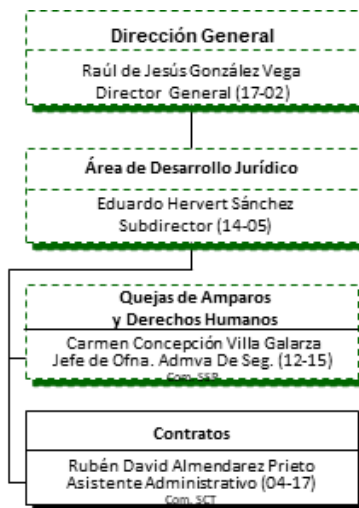 Dirección General
Raúl de Jesús González Vega
Director General (17-02)
Área de Desarrollo Jurídico
Eduardo Hervert Sánchez
Subdirector (14-05)
Quejas de Amparos
y Derechos Humanos
Carmen Concepción Villa Galarza
Jefe de Ofna. Admva De Seg. (12-15)
Com. SSP
Contratos
Rubén David Almendarez Prieto
Asistente Administrativo (04-17)
Com. SCT